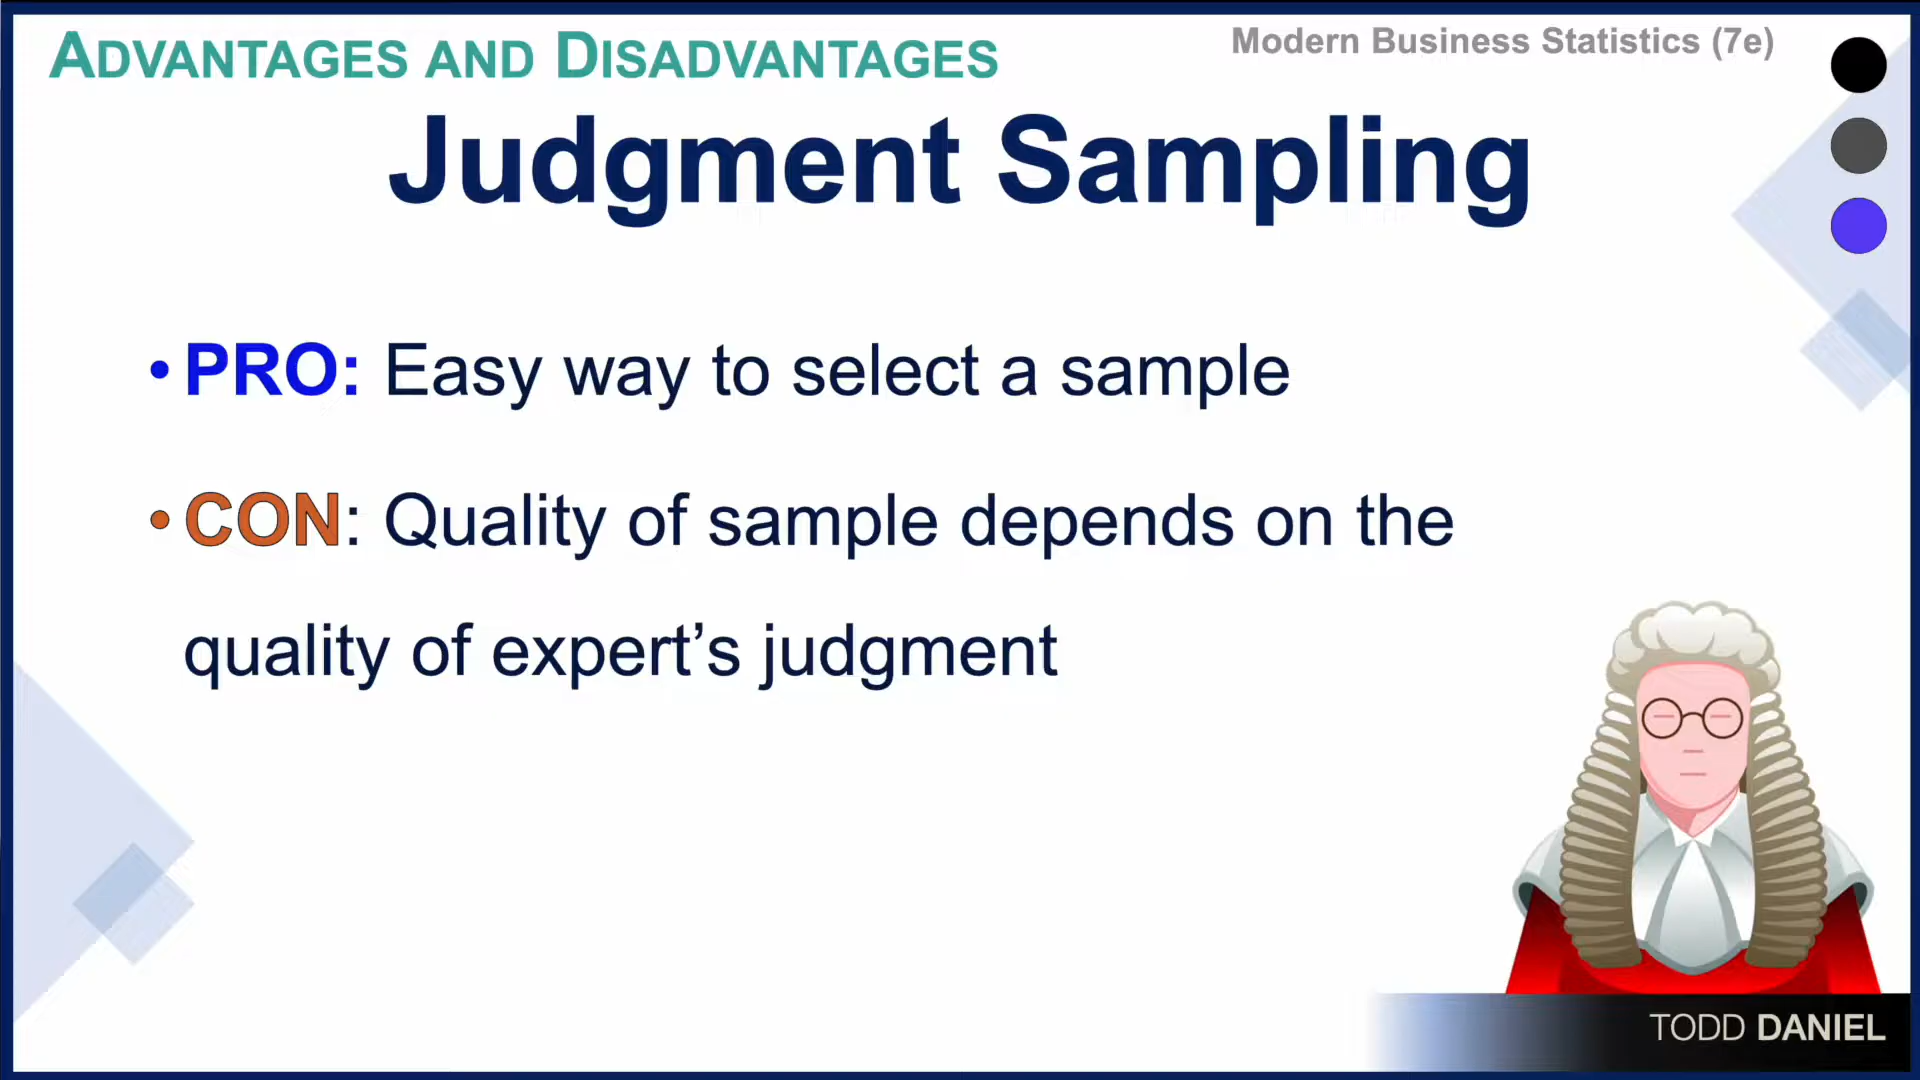 ADVANTAGES AND DISADVANTAGES
Modern Business Statistics (7e)
Judgment Sampling
• PRO: Easy way to select a sample
• CON: Quality of sample depends on the
quality of expert’s judgment
TODD DANIEL